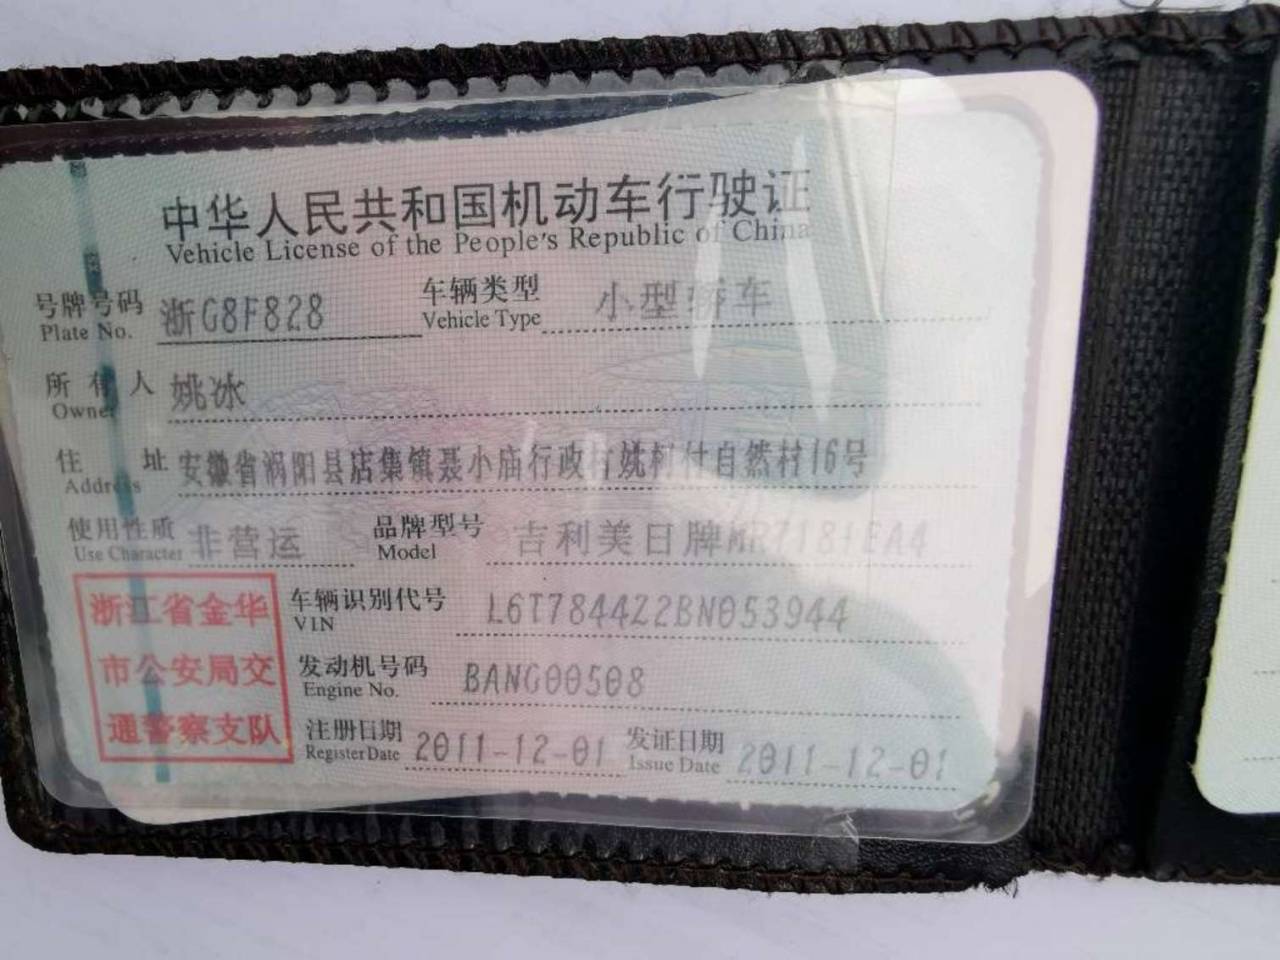 中华人民共和国机动车行驶证
Vehicle License of the People's Republic of China
号牌号码 浙G8F828 车辆类型 小型轿车
Plate No. Vehicle Type
所有人 姚冰
Owner
住址 安徽省涡阳县店集镇聂小庙行政村姚树付自然村16号
Address
使用性质 非营运 品牌型号 吉利美日牌MR7181EA4
Use Character Model
浙江省金华
市公安局交
通警察支队
车辆识别代号 L6T7844Z2BN053944
VIN
发动机号码 BANG00508
Engine No.
注册日期 2011-12-01 发证日期 2011-12-01
Register Date Issue Date